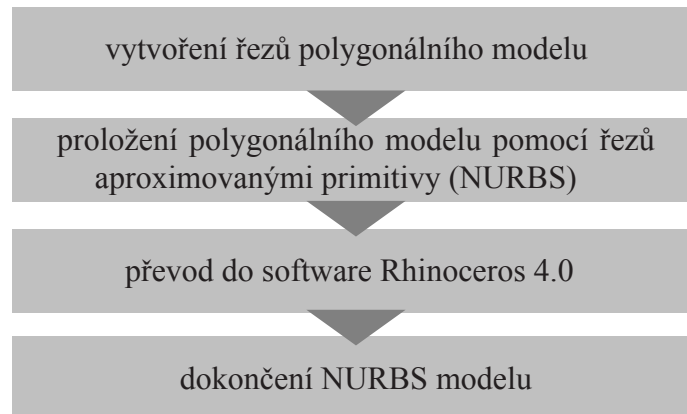 vytvoření řezů polygonálního modelu
proložení polygonálního modelu pomocí řezů
aproximovanými primitivy (NURBS)
převod do software Rhinoceros 4.0
dokončení NURBS modelu